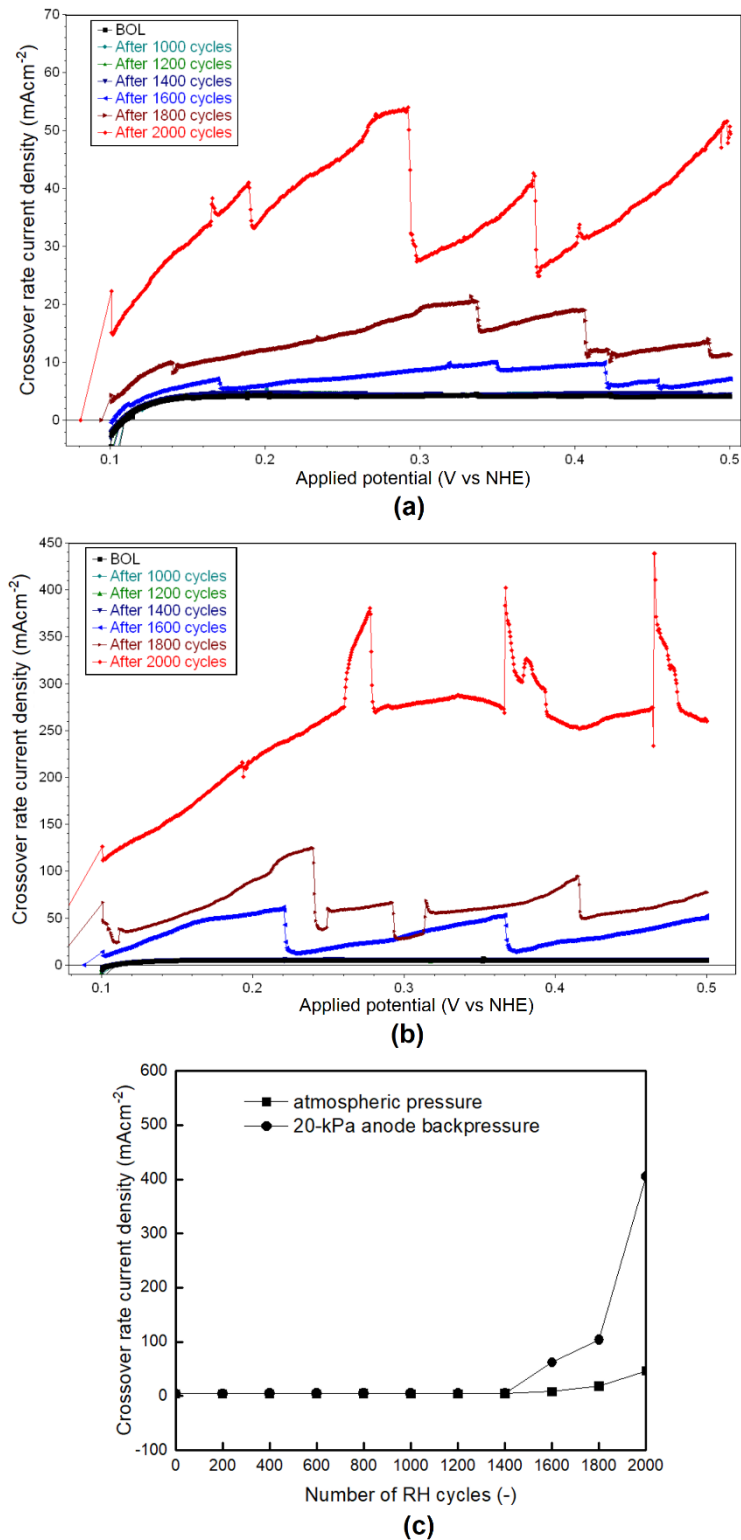 70
60
50
40
30
20
10
0
Crossover rate current density (mAcm-2)
BOL
After 1000 cycles
After 1200 cycles
After 1400 cycles
After 1600 cycles
After 1800 cycles
After 2000 cycles
0.1 0.2 0.3 0.4 0.5
Applied potential (V vs NHE)
(a)
450
400
350
300
250
200
150
100
50
0
Crossover rate current density (mAcm-2)
BOL
After 1000 cycles
After 1200 cycles
After 1400 cycles
After 1600 cycles
After 1800 cycles
After 2000 cycles
0.1 0.2 0.3 0.4 0.5
Applied potential (V vs NHE)
(b)
600
500
400
300
200
100
0
-100
Crossover rate current density (mAcm-2)
atmospheric pressure
20-kPa anode backpressure
0 200 400 600 800 1000 1200 1400 1600 1800 2000
Number of RH cycles (-)
(c)